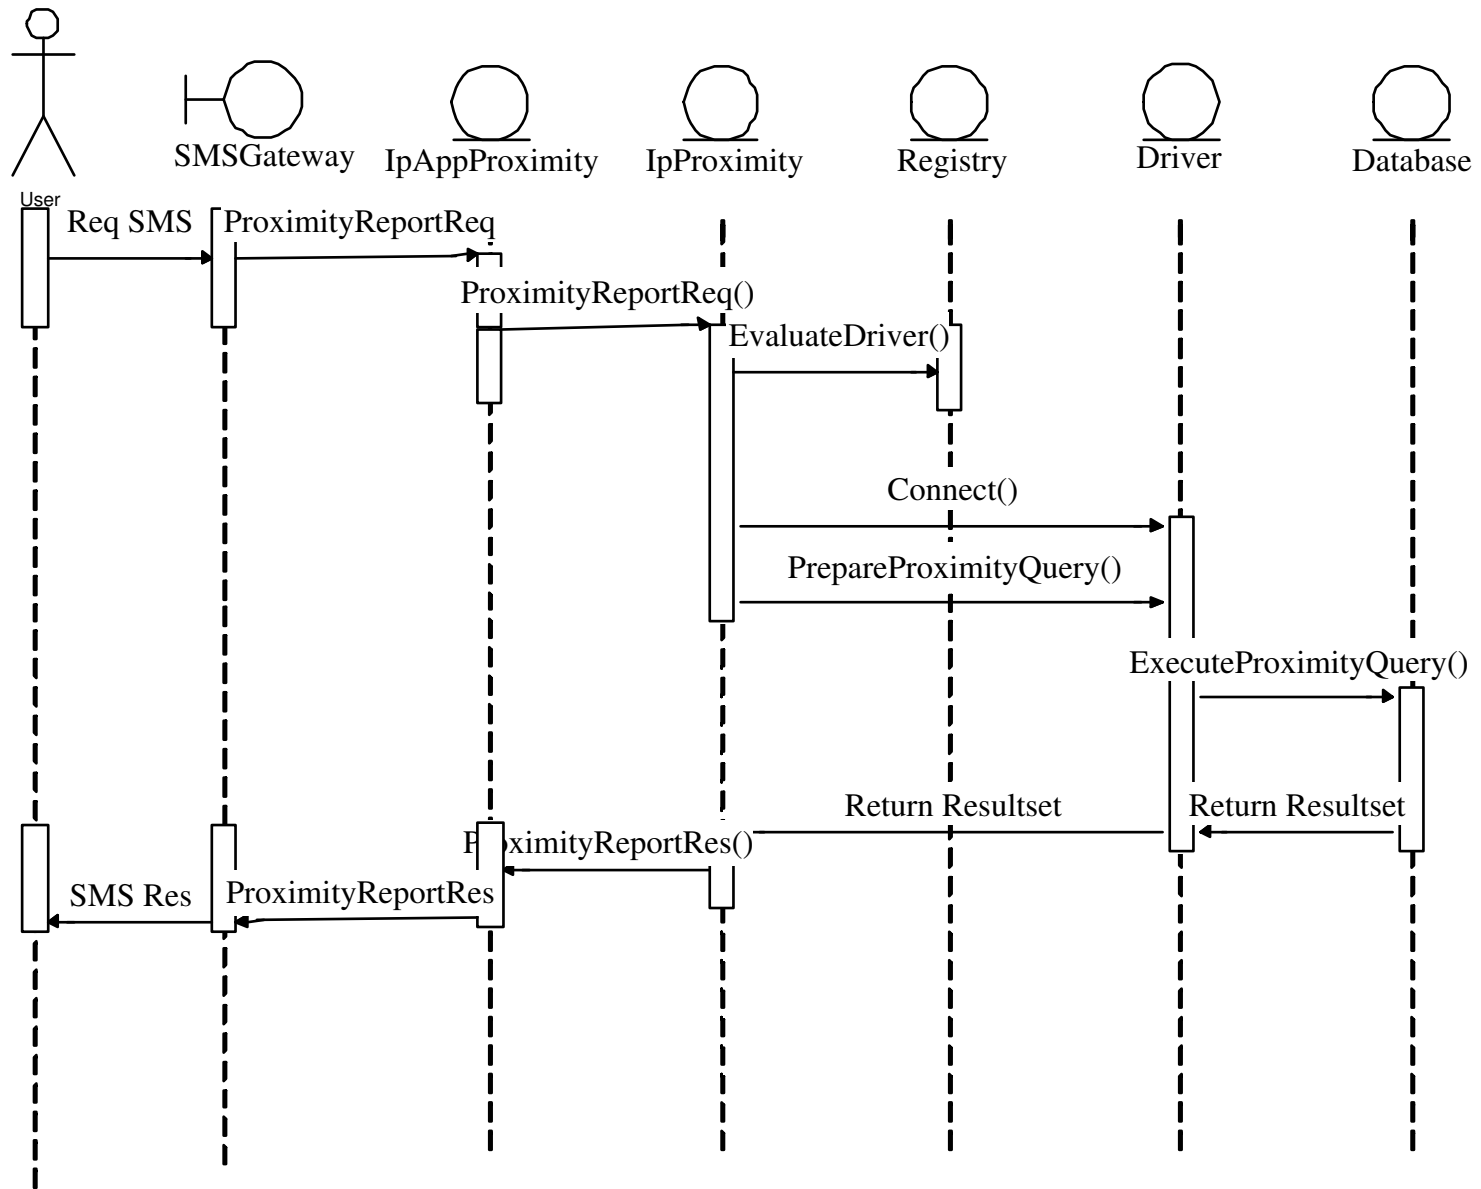 SMSGateway
IpAppProximity
IpProximity
Registry
Driver
Database
User
Req SMS
ProximityReportReq
ProximityReportReq()
EvaluateDriver()
Connect()
PrepareProximityQuery()
ExecuteProximityQuery()
Return Resultset
Return Resultset
ProximityReportRes()
SMS Res
ProximityReportRes